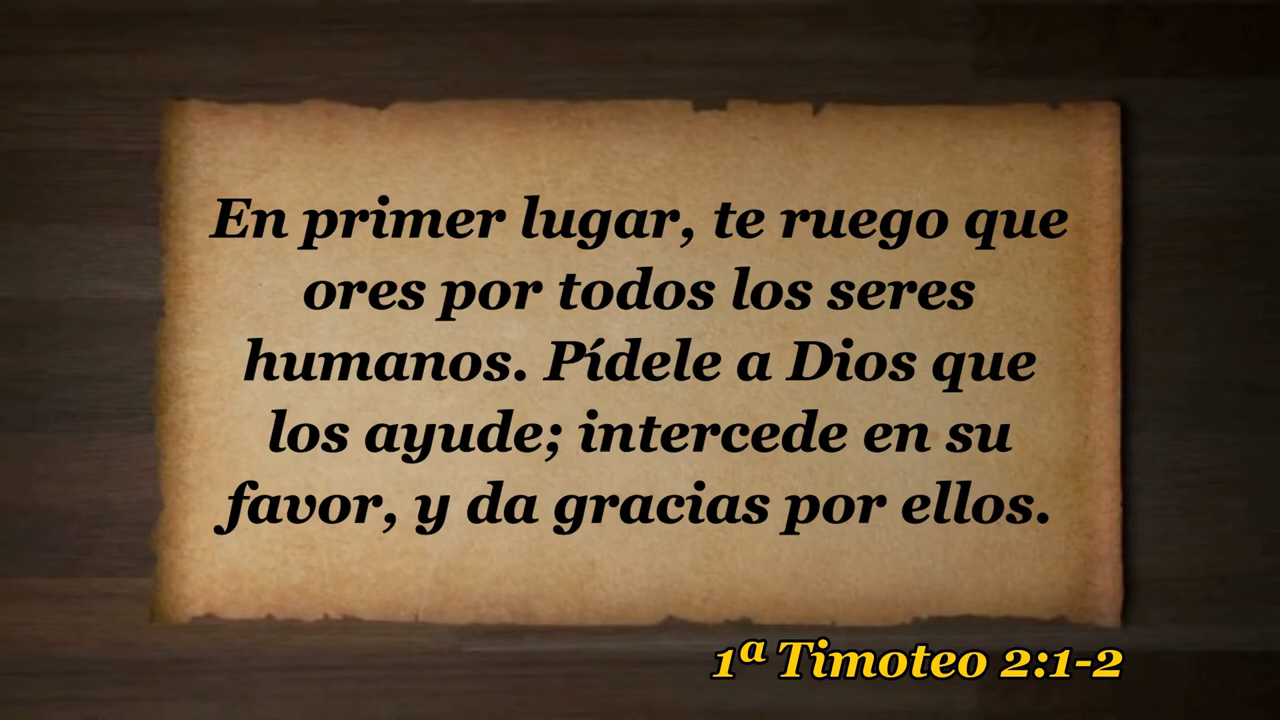 En primer lugar, te ruego que
ores por todos los seres
humanos. Pídele a Dios que
los ayude; intercede en su
favor, y da gracias por ellos.
1ª Timoteo 2:1-2